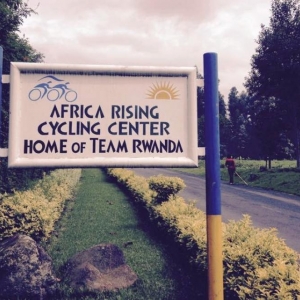 AFRICA RISING
CYCLING CENTER
HOME OF TEAM RWANDA